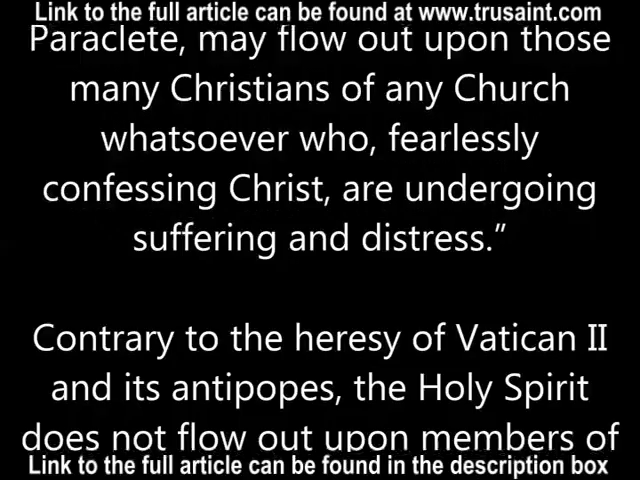 Link to the full article can be found at www.trusaint.com
Paraclete, may flow out upon those
many Christians of any Church
whatsoever who, fearlessly
confessing Christ, are undergoing
suffering and distress.”
Contrary to the heresy of Vatican II
and its antipopes, the Holy Spirit
does not flow out upon members of
Link to the full article can be found in the description box